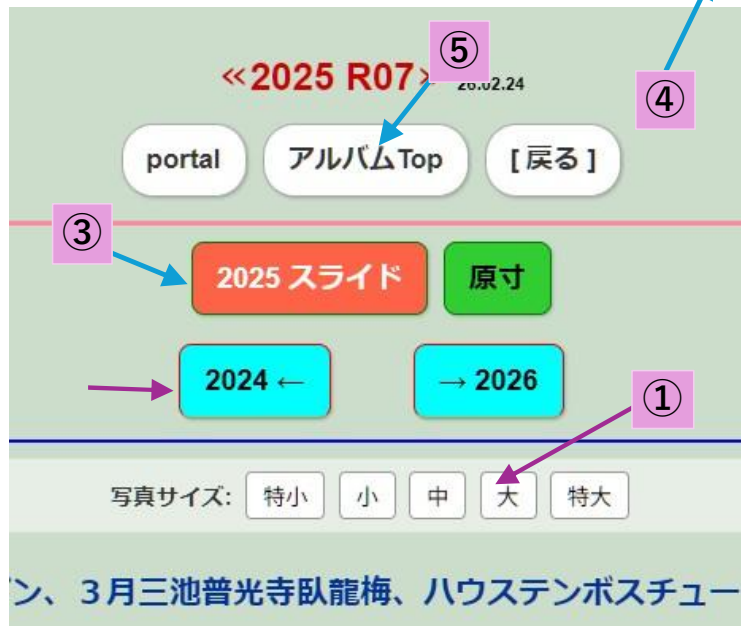 ⑤
«2025 R07» 26.02.24
④
portal アルバムTop [ 戻る ]
③
2025 スライド 原寸
2024 ← → 2026
①
写真サイズ: 特小 小 中 大 特大
ン、３月三池普光寺臥龍梅、ハウステンボスチュー